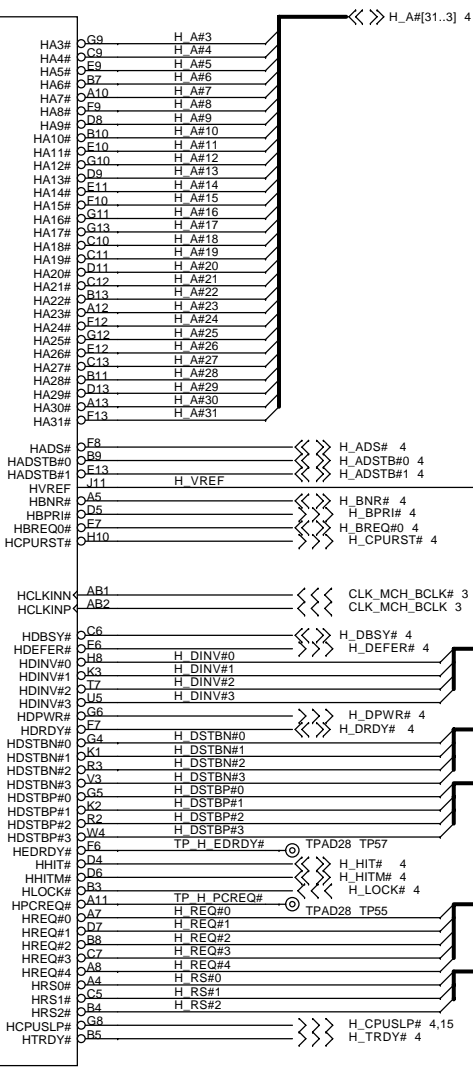 H_A#[31..3] 4
HA3# G9 H_A#3
HA4# C9 H_A#4
HA5# E9 H_A#5
HA6# B7 H_A#6
HA7# A10 H_A#7
HA8# F9 H_A#8
HA9# D8 H_A#9
HA10# B10 H_A#10
HA11# E10 H_A#11
HA12# G10 H_A#12
HA13# D9 H_A#13
HA14# E11 H_A#14
HA15# F10 H_A#15
HA16# G11 H_A#16
HA17# G13 H_A#17
HA18# C10 H_A#18
HA19# C11 H_A#19
HA20# D11 H_A#20
HA21# C12 H_A#21
HA22# B13 H_A#22
HA23# A12 H_A#23
HA24# F12 H_A#24
HA25# G12 H_A#25
HA26# E12 H_A#26
HA27# C13 H_A#27
HA28# B11 H_A#28
HA29# D13 H_A#29
HA30# A13 H_A#30
HA31# F13 H_A#31
HADS# F8 H_ADS# 4
HADSTB#0 B9 H_ADSTB#0 4
HADSTB#1 E13 H_ADSTB#1 4
HVREF J11 H_VREF
HBNR# A5 H_BNR# 4
HBPRI# D5 H_BPRI# 4
HBREQ0# E7 H_BREQ#0 4
HCPURST# H10 H_CPURST# 4
HCLKINN AB1 CLK_MCH_BCLK# 3
HCLKINP AB2 CLK_MCH_BCLK 3
HDBSY# C6 H_DBSY# 4
HDEFER# E6 H_DEFER# 4
HDINV#0 H8 H_DINV#0
HDINV#1 K3 H_DINV#1
HDINV#2 T7 H_DINV#2
HDINV#3 U5 H_DINV#3
HDPWR# G6 H_DPWR# 4
HDRDY# F7 H_DRDY# 4
HDSTBN#0 G4 H_DSTBN#0
HDSTBN#1 K1 H_DSTBN#1
HDSTBN#2 R3 H_DSTBN#2
HDSTBN#3 V3 H_DSTBN#3
HDSTBP#0 G5 H_DSTBP#0
HDSTBP#1 K2 H_DSTBP#1
HDSTBP#2 R2 H_DSTBP#2
HDSTBP#3 W4 H_DSTBP#3
HEDRDY# F6 TP_H_EDRDY# TPAD28 TP57
HHIT# D4 H_HIT# 4
HHITM# D6 H_HITM# 4
HLOCK# B3 H_LOCK# 4
HPCREQ# A11 TP_H_PCREQ# TPAD28 TP55
HREQ#0 A7 H_REQ#0
HREQ#1 D7 H_REQ#1
HREQ#2 B8 H_REQ#2
HREQ#3 C7 H_REQ#3
HREQ#4 A8 H_REQ#4
HRS0# A4 H_RS#0
HRS1# C5 H_RS#1
HRS2# B4 H_RS#2
HCPUSLP# G8 H_CPUSLP# 4,15
HTRDY# B5 H_TRDY# 4